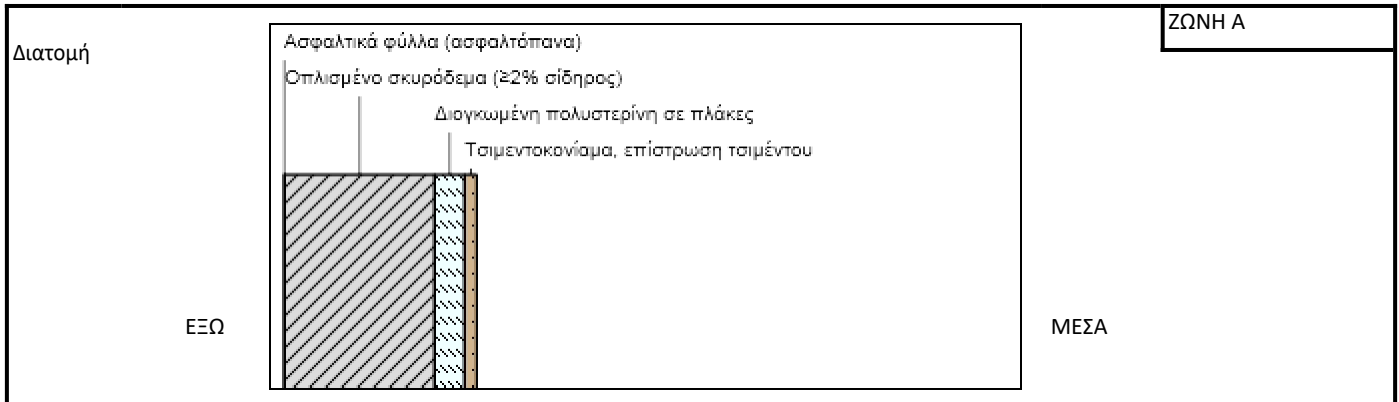 ΖΩΝΗ Α
Διατομή
Ασφαλτικά φύλλα (ασφαλτόπανα)
Οπλισμένο σκυρόδεμα (≥2% σίδηρος)
Διογκωμένη πολυστερίνη σε πλάκες
Τσιμεντοκονίαμα, επίστρωση τσιμέντου
ΕΞΩ
ΜΕΣΑ